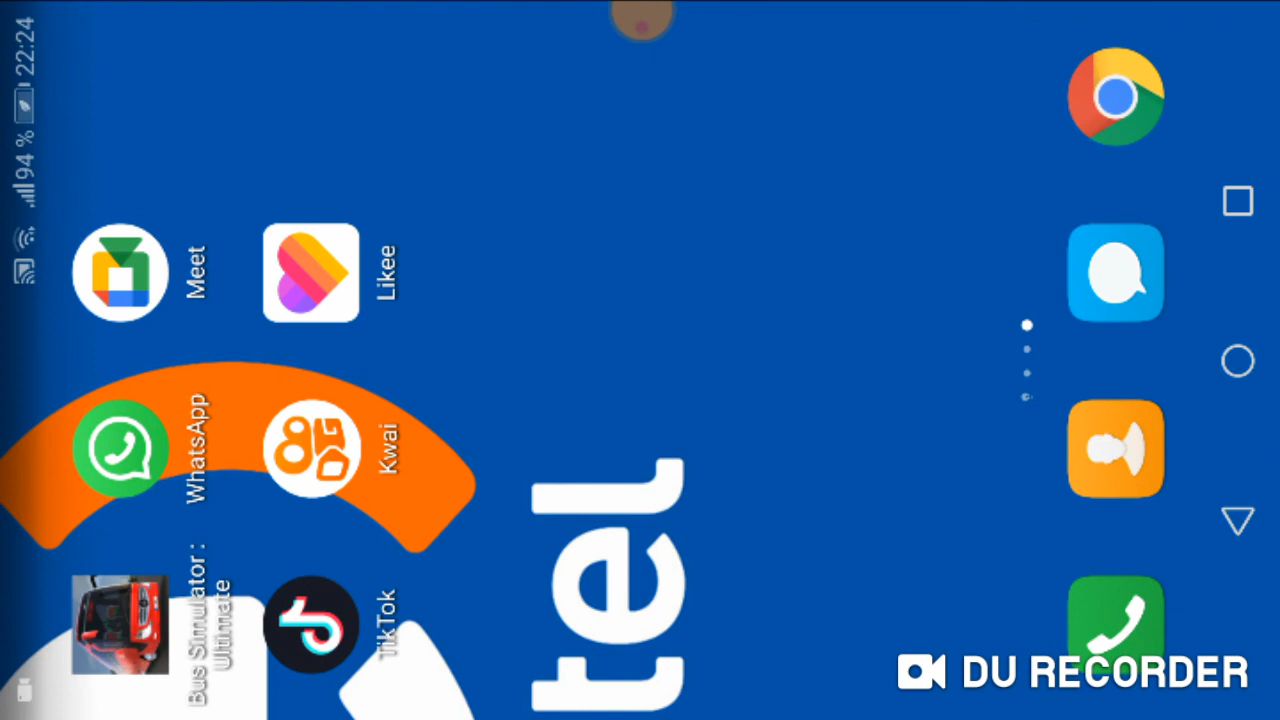 94 % 22:24
Bus Simulator :
Ultimate
WhatsApp
Meet
TikTok
Kwai
Likee
tel
DU RECORDER